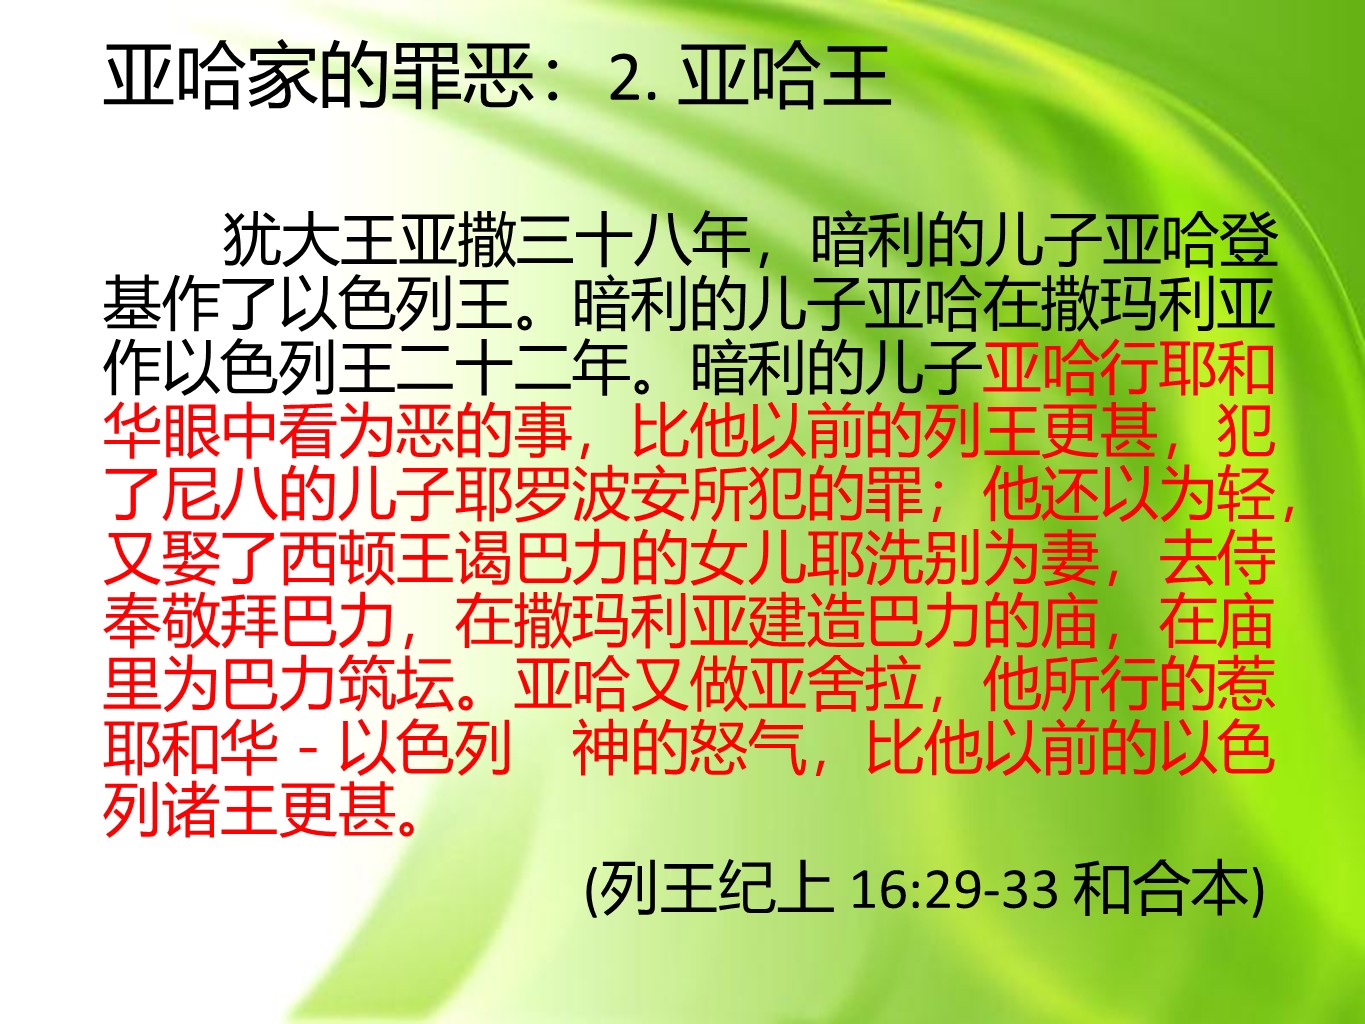 亚哈家的罪恶：2. 亚哈王
犹大王亚撒三十八年，暗利的儿子亚哈登
基作了以色列王。暗利的儿子亚哈在撒玛利亚
作以色列王二十二年。暗利的儿子亚哈行耶和
华眼中看为恶的事，比他以前的列王更甚，犯
了尼八的儿子耶罗波安所犯的罪；他还以为轻，
又娶了西顿王谒巴力的女儿耶洗别为妻，去侍
奉敬拜巴力，在撒玛利亚建造巴力的庙，在庙
里为巴力筑坛。亚哈又做亚舍拉，他所行的惹
耶和华－以色列　神的怒气，比他以前的以色
列诸王更甚。
(列王纪上 16:29-33 和合本)